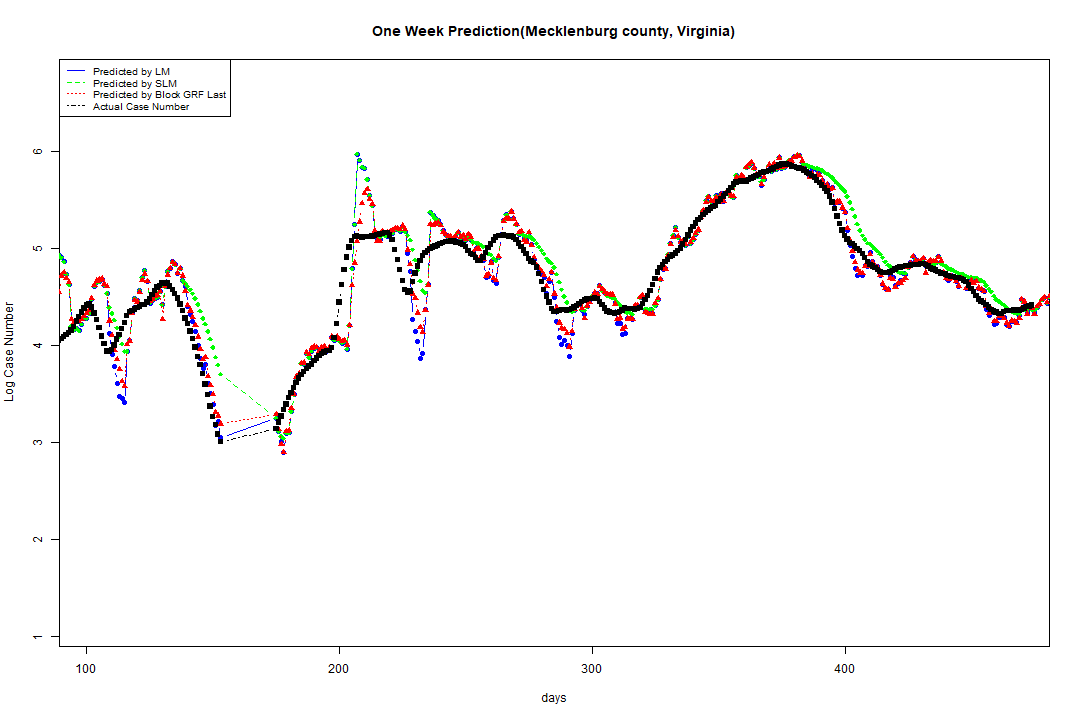 One Week Prediction(Mecklenburg county, Virginia)
Predicted by LM
Predicted by SLM
Predicted by Block GRF Last
Actual Case Number
6
5
4
3
2
1
Log Case Number
100 200 300 400
days